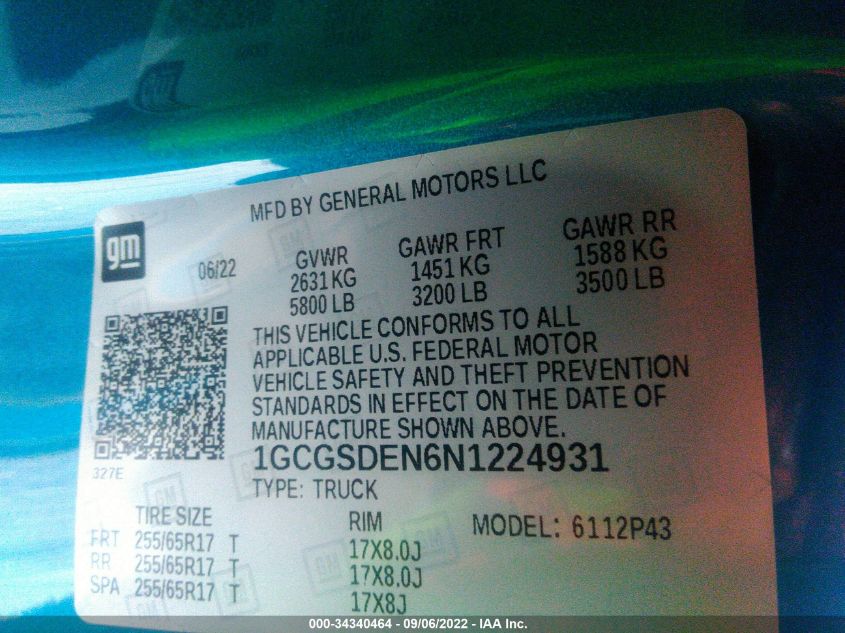 MFD BY GENERAL MOTORS LLC
gm
06/22
GVWR
2631 KG
5800 LB
GAWR FRT
1451 KG
3200 LB
GAWR RR
1588 KG
3500 LB
THIS VEHICLE CONFORMS TO ALL
APPLICABLE U.S. FEDERAL MOTOR
VEHICLE SAFETY AND THEFT PREVENTION
STANDARDS IN EFFECT ON THE DATE OF
MANUFACTURE SHOWN ABOVE.
327E
1GCGSDEN6N1224931
TYPE: TRUCK
TIRE SIZE RIM MODEL: 6112P43
FRT 255/65R17 T 17X8.0J
RR 255/65R17 T 17X8.0J
SPA 255/65R17 T 17X8J
000-34340464 - 09/06/2022 - IAA Inc.